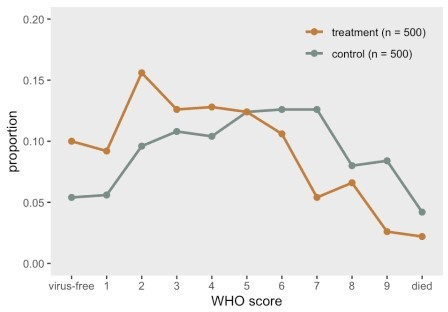 0.20
0.15
0.10
0.05
0.00
proportion
treatment (n = 500)
control (n = 500)
virus-free 1 2 3 4 5 6 7 8 9 died
WHO score